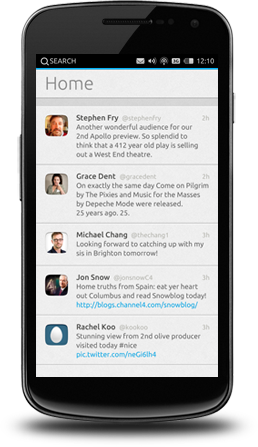 SEARCH 3G 12:10
Home
Stephen Fry @stephenfry 2h
Another wonderful audience for our
2nd Apollo preview. So splendid to
think that a 412 year old play is selling
out a West End theatre.
Grace Dent @gracedent 2h
On exactly the same day Come on Pilgrim
by The Pixies and Music for the Masses
by Depeche Mode were released.
25 years ago. 25.
Michael Chang @thechang1 3h
Looking forward to catching up with my
sis in Brighton tomorrow!
Jon Snow @jonsnowC4 3h
Home truths from Spain: eat yer heart
out Columbus and read Snowblog today!
http://blogs.channel4.com/snowblog/
Rachel Koo @kookoo 3h
Stunning view from 2nd olive producer
visited today #nice
pic.twitter.com/neGi6lh4